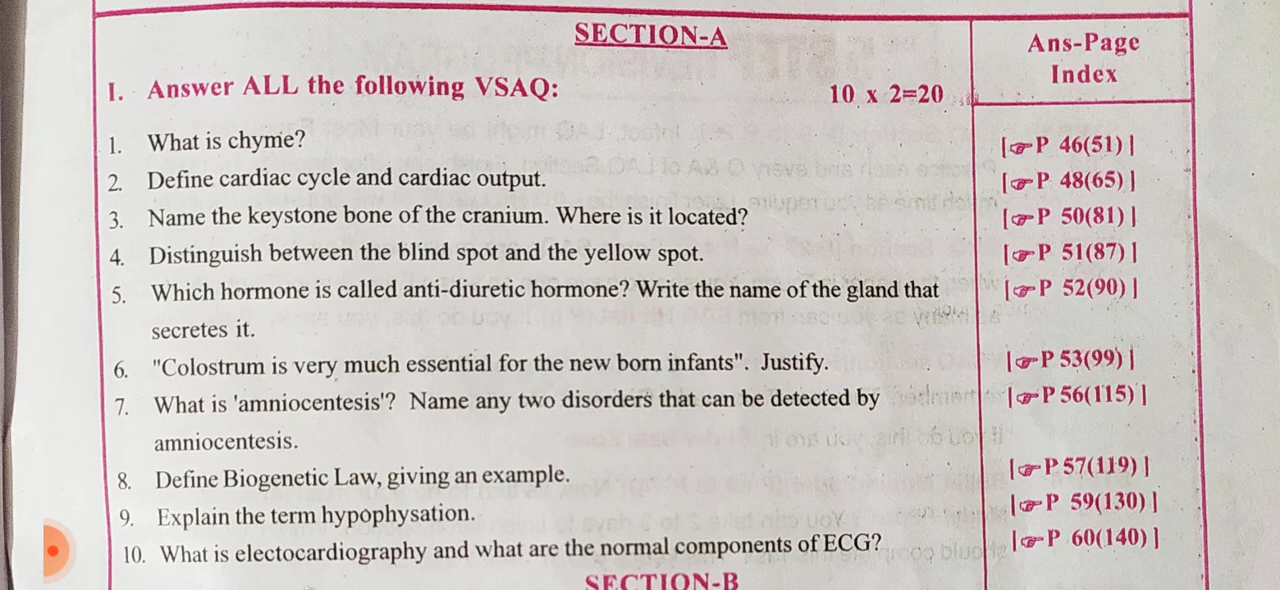 SECTION-A
Ans-Page
Index
I. Answer ALL the following VSAQ: 10 x 2=20
1. What is chyme? [☞P 46(51)]
2. Define cardiac cycle and cardiac output. [☞P 48(65)]
3. Name the keystone bone of the cranium. Where is it located? [☞P 50(81)]
4. Distinguish between the blind spot and the yellow spot. [☞P 51(87)]
5. Which hormone is called anti-diuretic hormone? Write the name of the gland that [☞P 52(90)]
secretes it.
6. "Colostrum is very much essential for the new born infants". Justify. [☞P 53(99)]
7. What is 'amniocentesis'? Name any two disorders that can be detected by [☞P 56(115)]
amniocentesis.
8. Define Biogenetic Law, giving an example. [☞P 57(119)]
9. Explain the term hypophysation. [☞P 59(130)]
10. What is electocardiography and what are the normal components of ECG? [☞P 60(140)]
SECTION-B